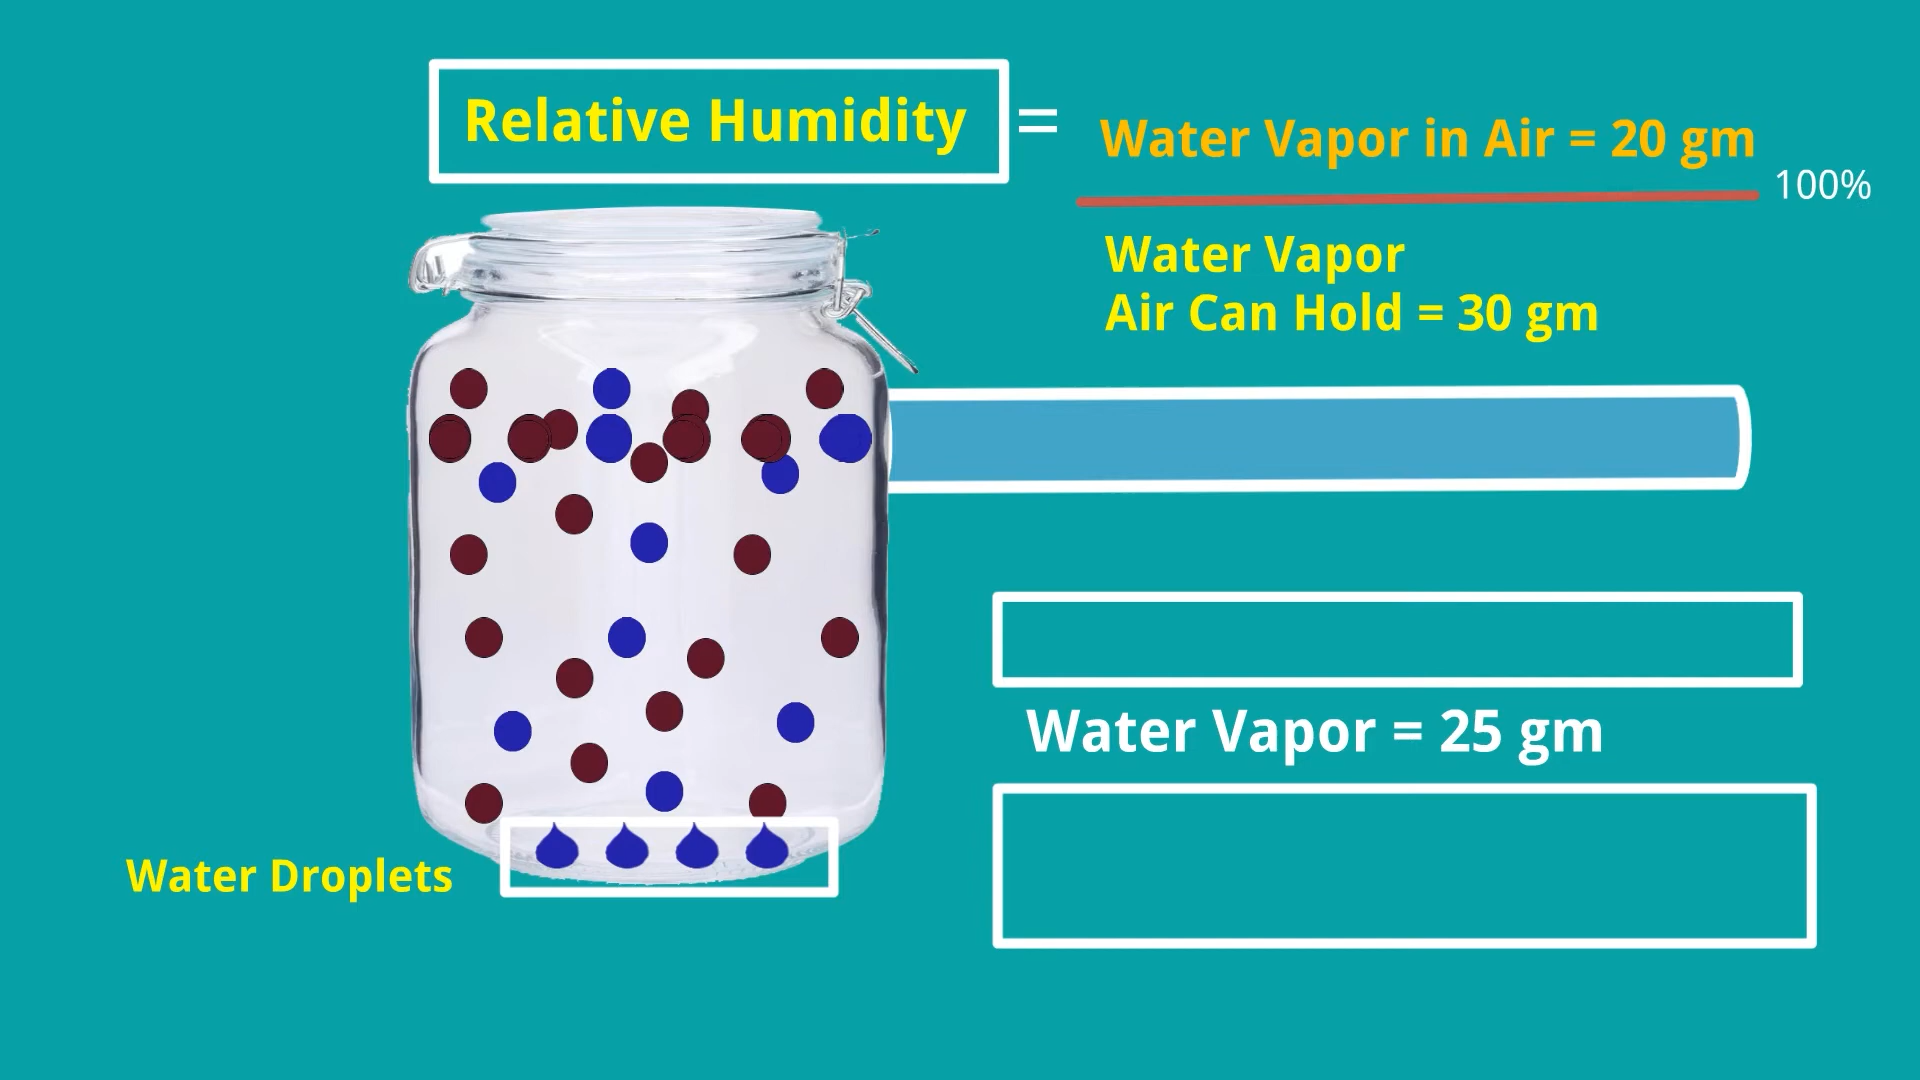 Relative Humidity =
Water Vapor in Air = 20 gm
100%
Water Vapor
Air Can Hold = 30 gm
Water Vapor = 25 gm
Water Droplets